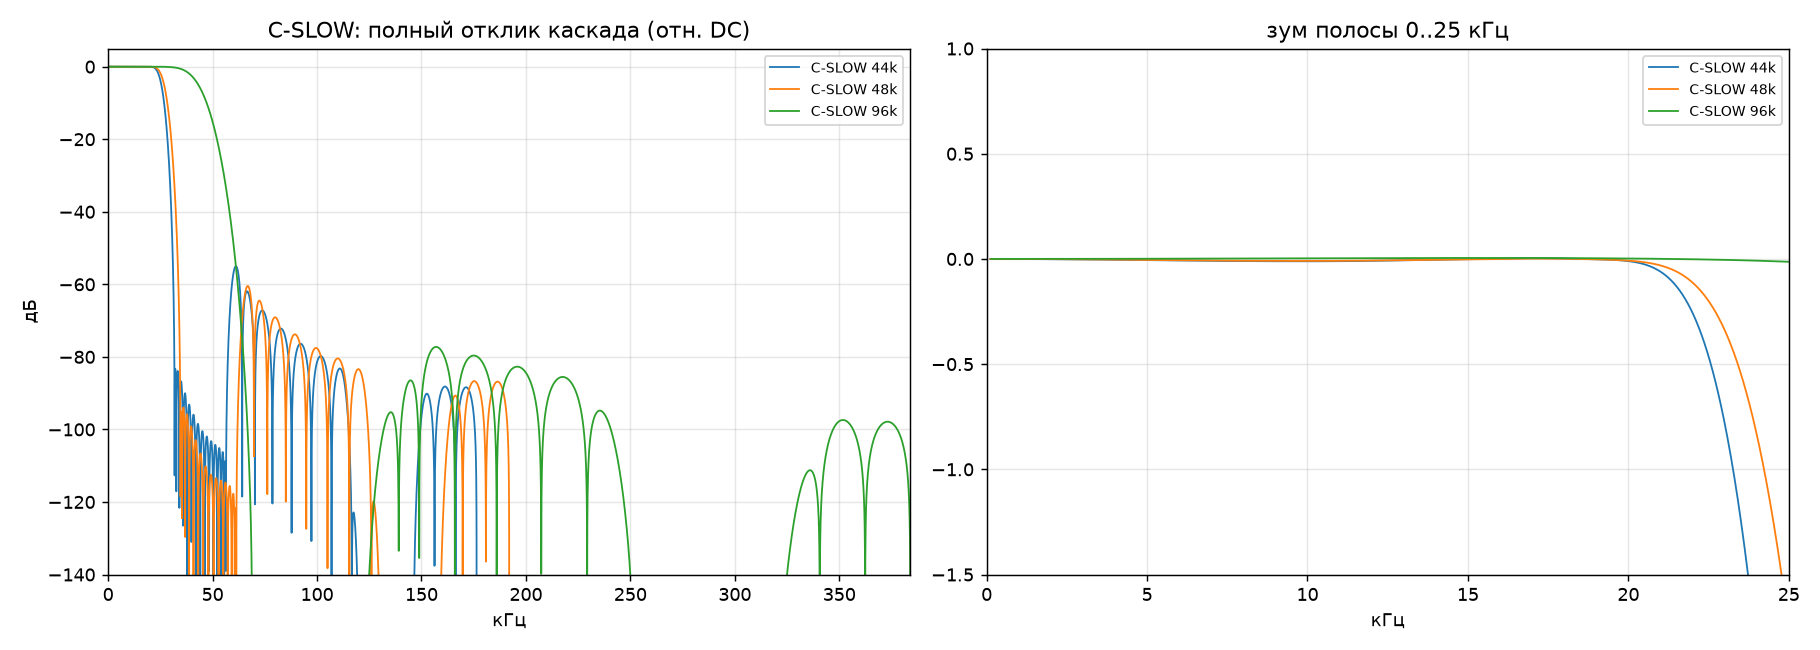 C-SLOW: полный отклик каскада (отн. DC)
0
−20
−40
−60
−80
−100
−120
−140
дБ
0 50 100 150 200 250 300 350
кГц
C-SLOW 44k
C-SLOW 48k
C-SLOW 96k
зум полосы 0..25 кГц
1.0
0.5
0.0
−0.5
−1.0
−1.5
0 5 10 15 20 25
кГц
C-SLOW 44k
C-SLOW 48k
C-SLOW 96k